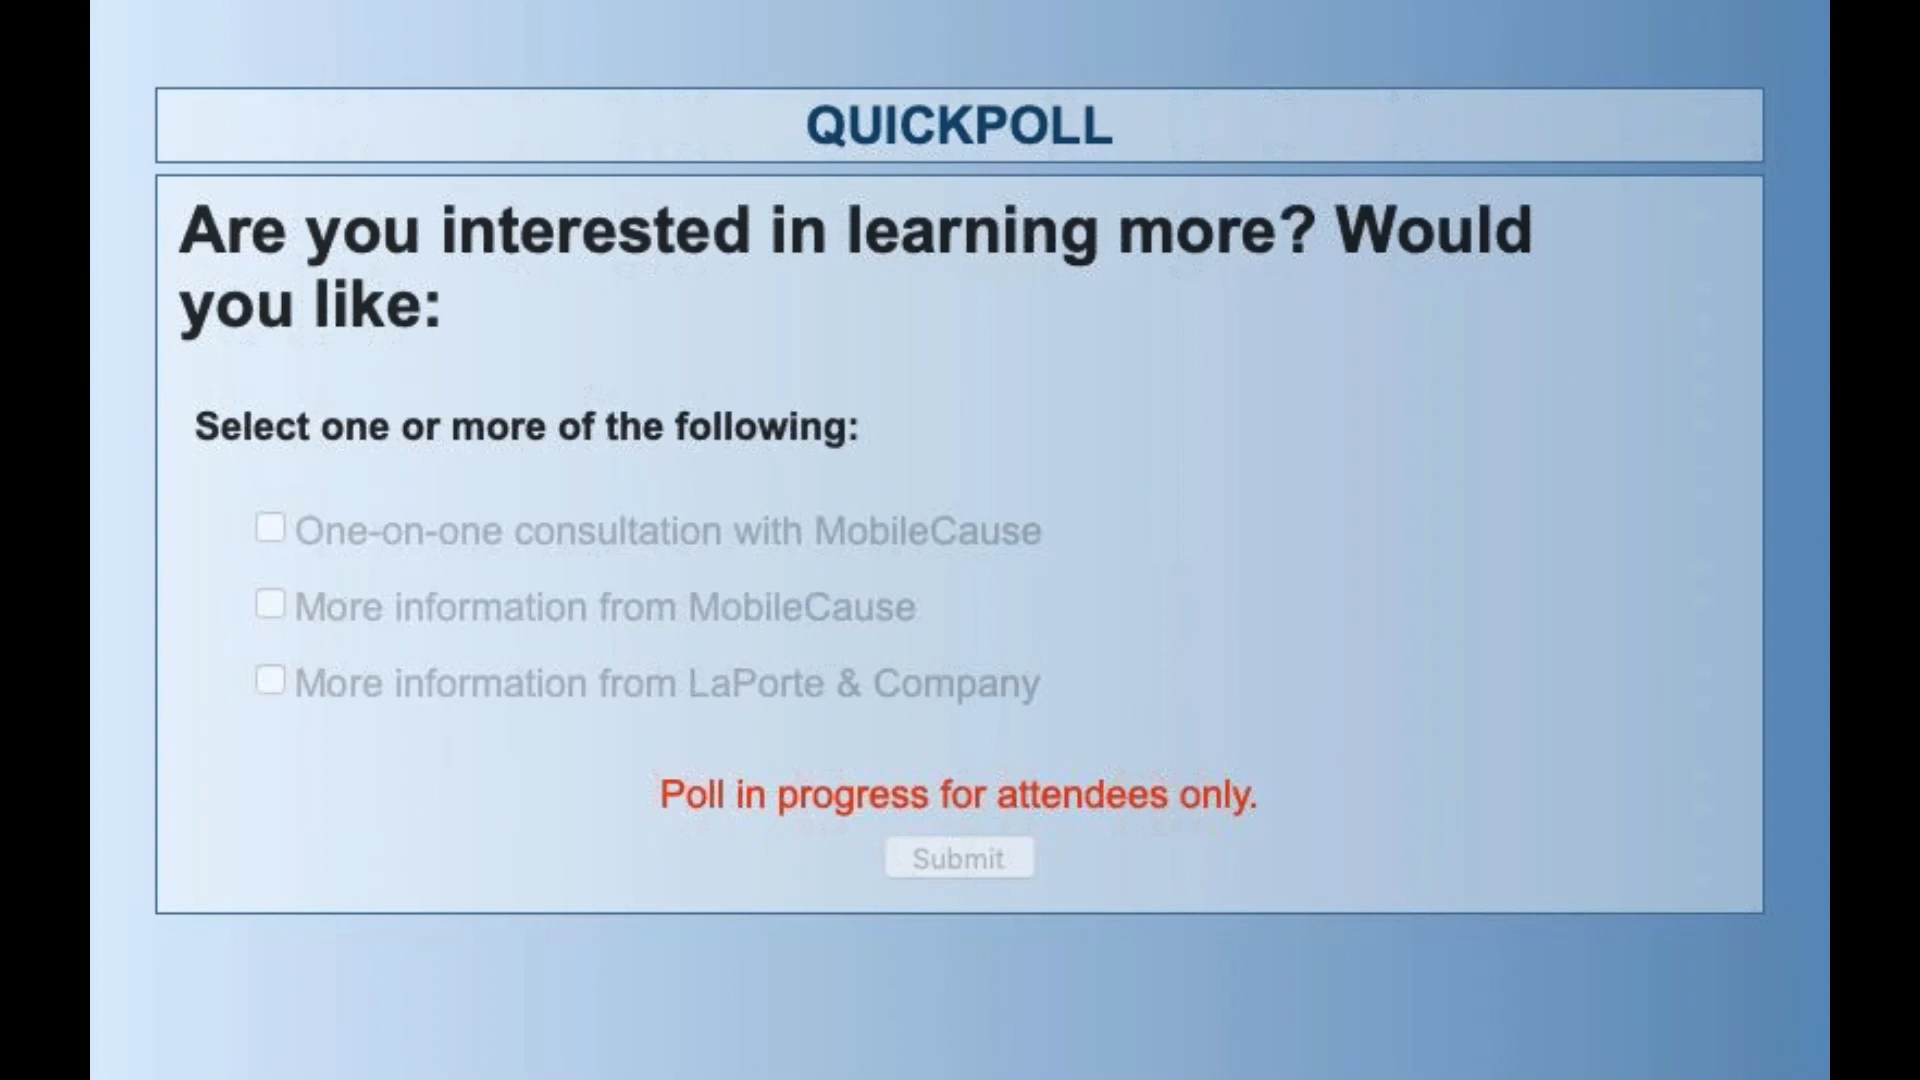 QUICKPOLL
Are you interested in learning more? Would
you like:
Select one or more of the following:
One-on-one consultation with MobileCause
More information from MobileCause
More information from LaPorte & Company
Poll in progress for attendees only.
Submit